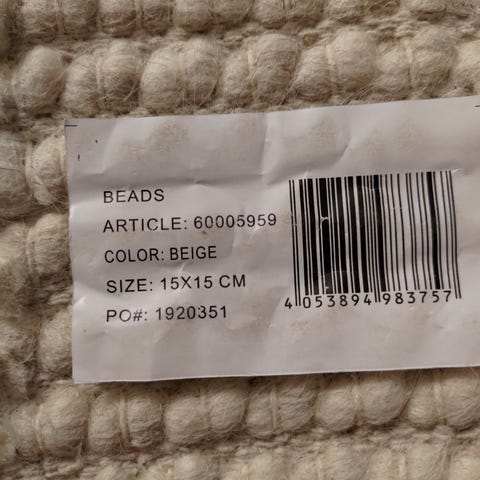 BEADS
ARTICLE: 60005959
COLOR: BEIGE
SIZE: 15X15 CM
PO#: 1920351
4 053894 983757